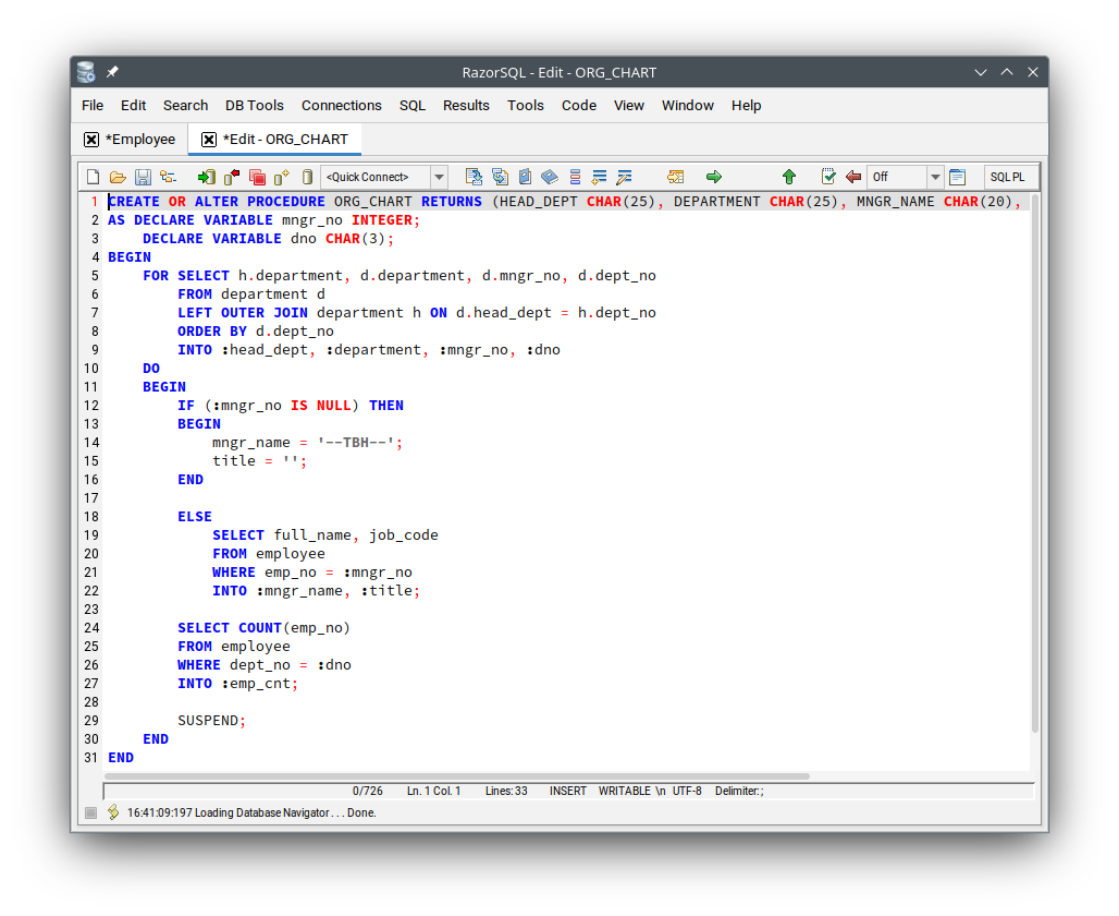 RazorSQL - Edit - ORG_CHART
File Edit Search DB Tools Connections SQL Results Tools Code View Window Help
*Employee *Edit - ORG_CHART
<Quick Connect> Off SQL PL
1 CREATE OR ALTER PROCEDURE ORG_CHART RETURNS (HEAD_DEPT CHAR(25), DEPARTMENT CHAR(25), MNGR_NAME CHAR(20),
2 AS DECLARE VARIABLE mngr_no INTEGER;
3     DECLARE VARIABLE dno CHAR(3);
4 BEGIN
5     FOR SELECT h.department, d.department, d.mngr_no, d.dept_no
6         FROM department d
7         LEFT OUTER JOIN department h ON d.head_dept = h.dept_no
8         ORDER BY d.dept_no
9         INTO :head_dept, :department, :mngr_no, :dno
10     DO
11     BEGIN
12         IF (:mngr_no IS NULL) THEN
13         BEGIN
14             mngr_name = '--TBH--';
15             title = '';
16         END
17
18         ELSE
19             SELECT full_name, job_code
20             FROM employee
21             WHERE emp_no = :mngr_no
22             INTO :mngr_name, :title;
23
24         SELECT COUNT(emp_no)
25         FROM employee
26         WHERE dept_no = :dno
27         INTO :emp_cnt;
28
29         SUSPEND;
30     END
31 END
0/726 Ln. 1 Col. 1 Lines: 33 INSERT WRITABLE \n UTF-8 Delimiter: ;
16:41:09:197 Loading Database Navigator . . . Done.